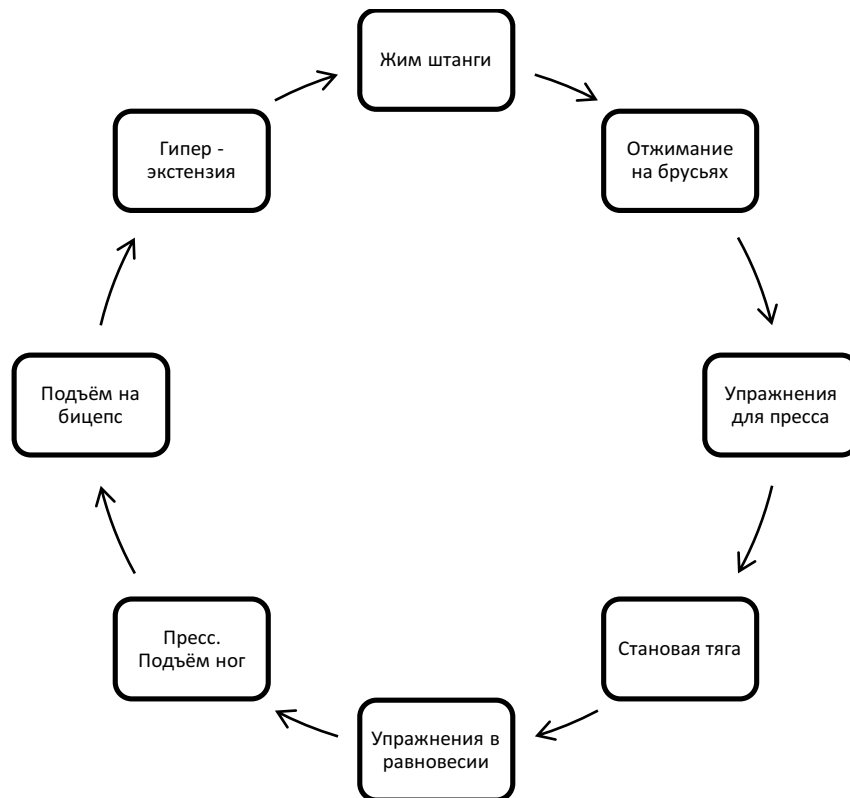 Жим штанги
Отжимание
на брусьях
Упражнения
для пресса
Становая тяга
Упражнения в
равновесии
Пресс.
Подъём ног
Подъём на
бицепс
Гипер -
экстензия